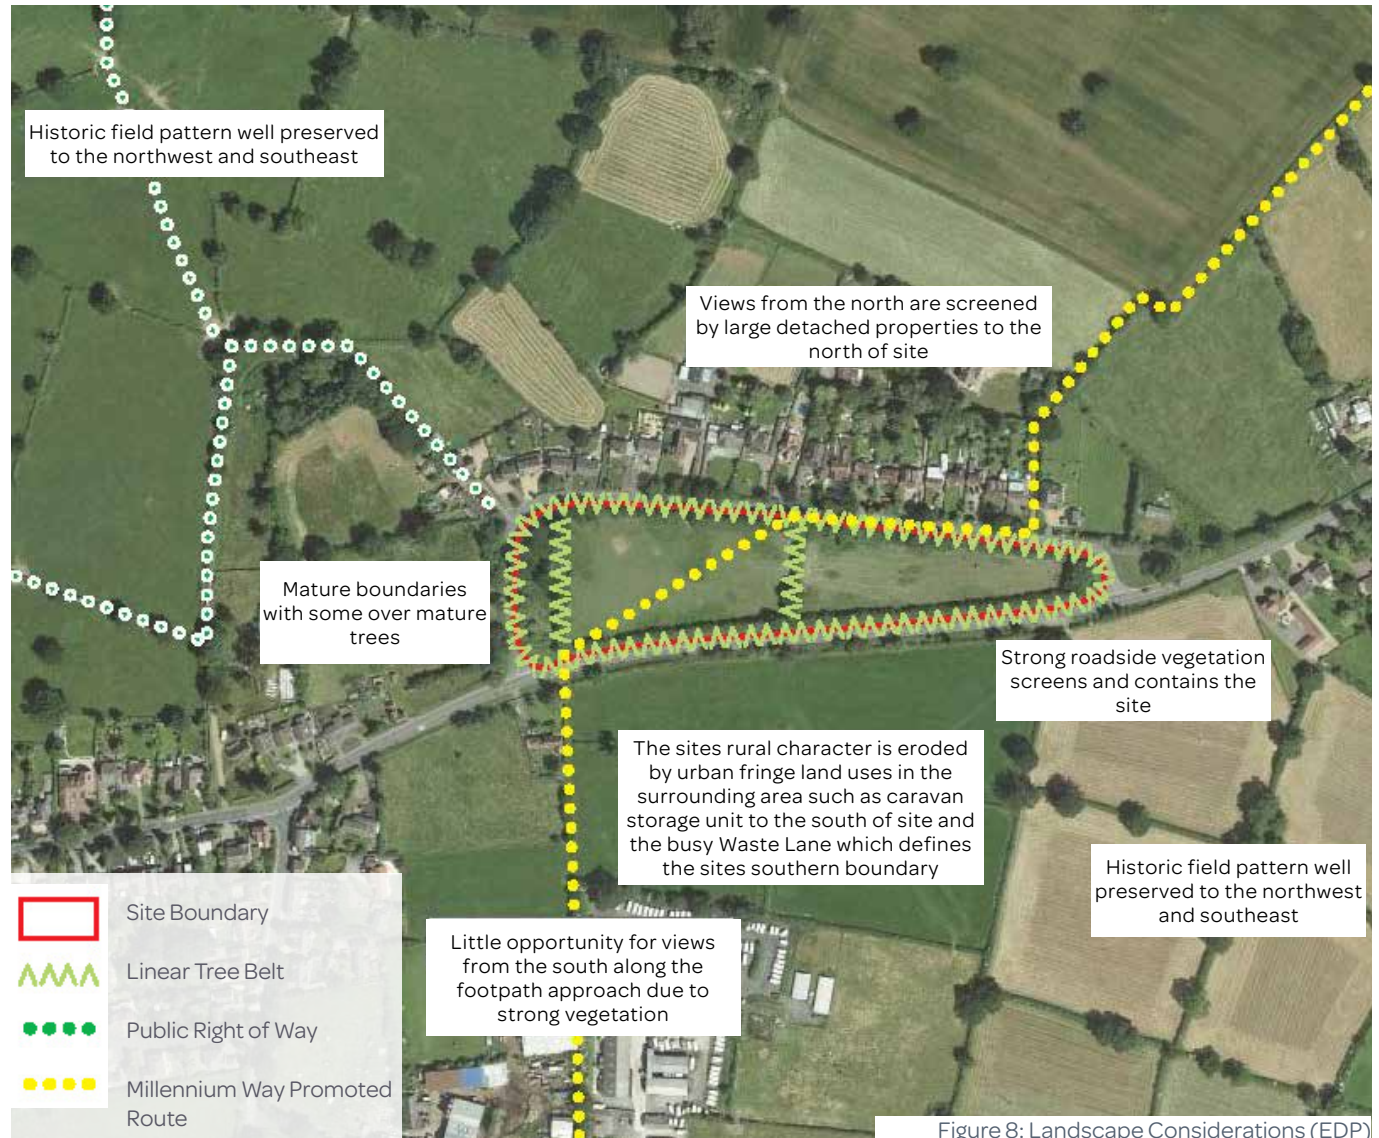 Historic field pattern well preserved
to the northwest and southeast
Views from the north are screened
by large detached properties to the
north of site
Mature boundaries
with some over mature
trees
Strong roadside vegetation
screens and contains the
site
The sites rural character is eroded
by urban fringe land uses in the
surrounding area such as caravan
storage unit to the south of site and
the busy Waste Lane which defines
the sites southern boundary
Historic field pattern well
preserved to the northwest
and southeast
Little opportunity for views
from the south along the
footpath approach due to
strong vegetation
Site Boundary
Linear Tree Belt
Public Right of Way
Millennium Way Promoted
Route
Figure 8: Landscape Considerations (EDP)